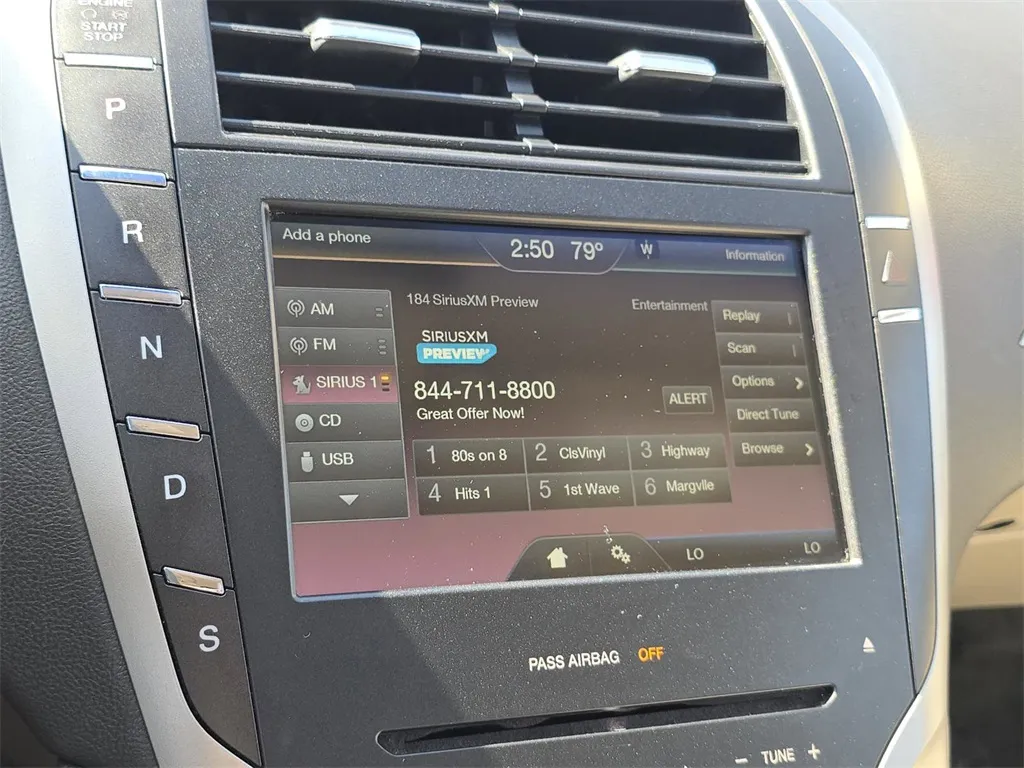 ENGINE
START
STOP
P
R
N
D
S
Add a phone
2:50 79° W
Information
AM
FM
SIRIUS 1
CD
USB
184 SiriusXM Preview
Entertainment
SIRIUSXM
PREVIEW
844-711-8800
Great Offer Now!
ALERT
1 80s on 8
2 ClsVinyl
3 Highway
4 Hits 1
5 1st Wave
6 Margvlle
Replay
Scan
Options
Direct Tune
Browse
LO
LO
PASS AIRBAG OFF
– TUNE +